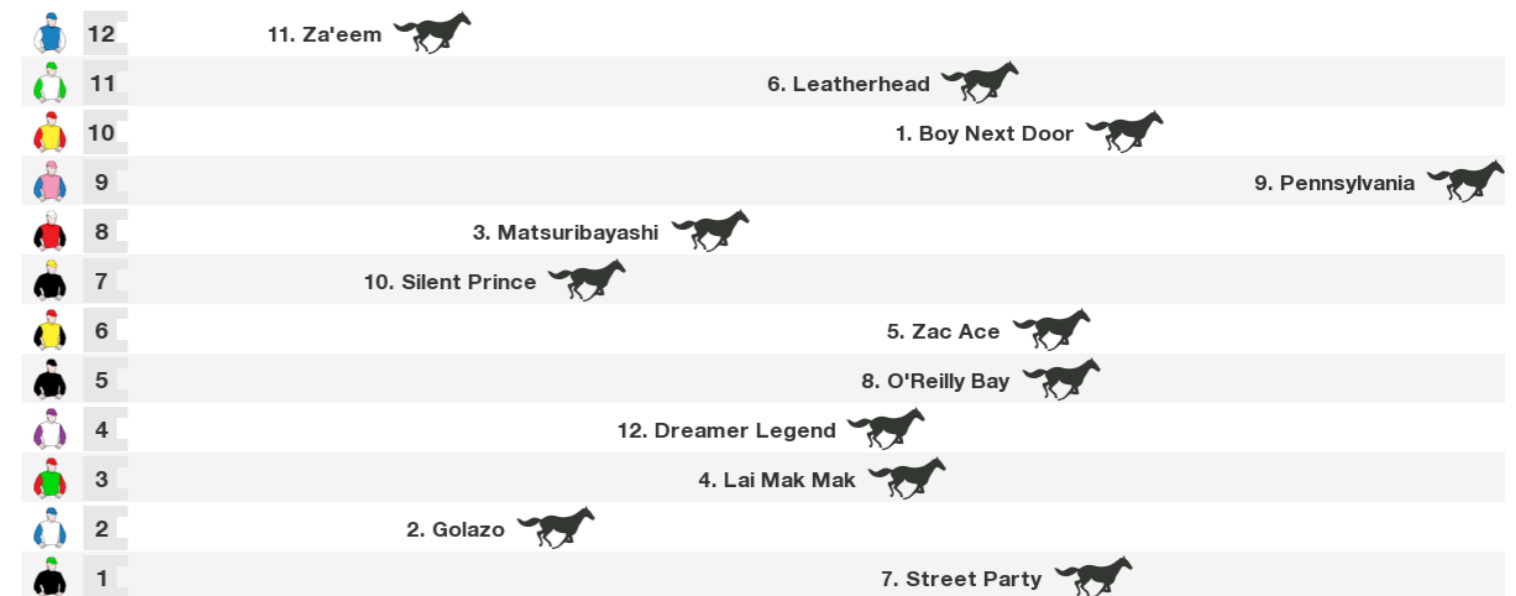 12 11. Za'eem
11 6. Leatherhead
10 1. Boy Next Door
9 9. Pennsylvania
8 3. Matsuribayashi
7 10. Silent Prince
6 5. Zac Ace
5 8. O'Reilly Bay
4 12. Dreamer Legend
3 4. Lai Mak Mak
2 2. Golazo
1 7. Street Party